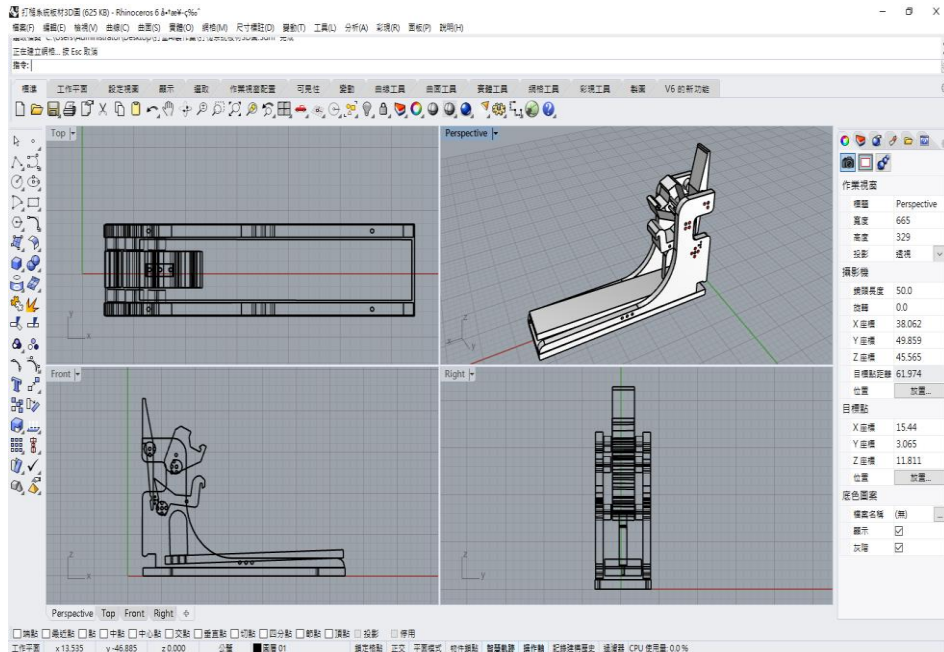 打樁系統板材3D圖 (625 KB) - Rhinoceros 6
檔案(F) 編輯(E) 檢視(V) 曲線(C) 曲面(S) 實體(O) 網格(M) 尺寸標註(D) 變動(T) 工具(L) 分析(A) 彩現(R) 面板(P) 說明(H)
正在建立網格... 按 Esc 取消
指令:
標準 工作平面 設定視圖 顯示 選取 作業視窗配置 可見性 變動 曲線工具 曲面工具 實體工具 網格工具 彩現工具 製圖 V6 的新功能
Top
Perspective
Front
Right
作業視窗
標題 Perspective
寬度 665
高度 329
投影 透視
攝影機
鏡頭長度 50.0
旋轉 0.0
X 座標 38.062
Y 座標 49.859
Z 座標 45.565
目標點距離 61.974
位置 放置...
目標點
X 座標 15.44
Y 座標 3.065
Z 座標 11.811
位置 放置...
底色圖案
檔案名稱 (無) ...
顯示
灰階
Perspective Top Front Right
端點 最近點 點 中點 中心點 交點 垂直點 切點 四分點 節點 頂點 投影 停用
工作平面 x 13.535 y -46.885 z 0.000 公釐 圖層 01 鎖定格點 正交 平面模式 物件鎖點 智慧軌跡 操作軸 記錄建構歷史 過濾器 CPU 使用量: 0.0 %